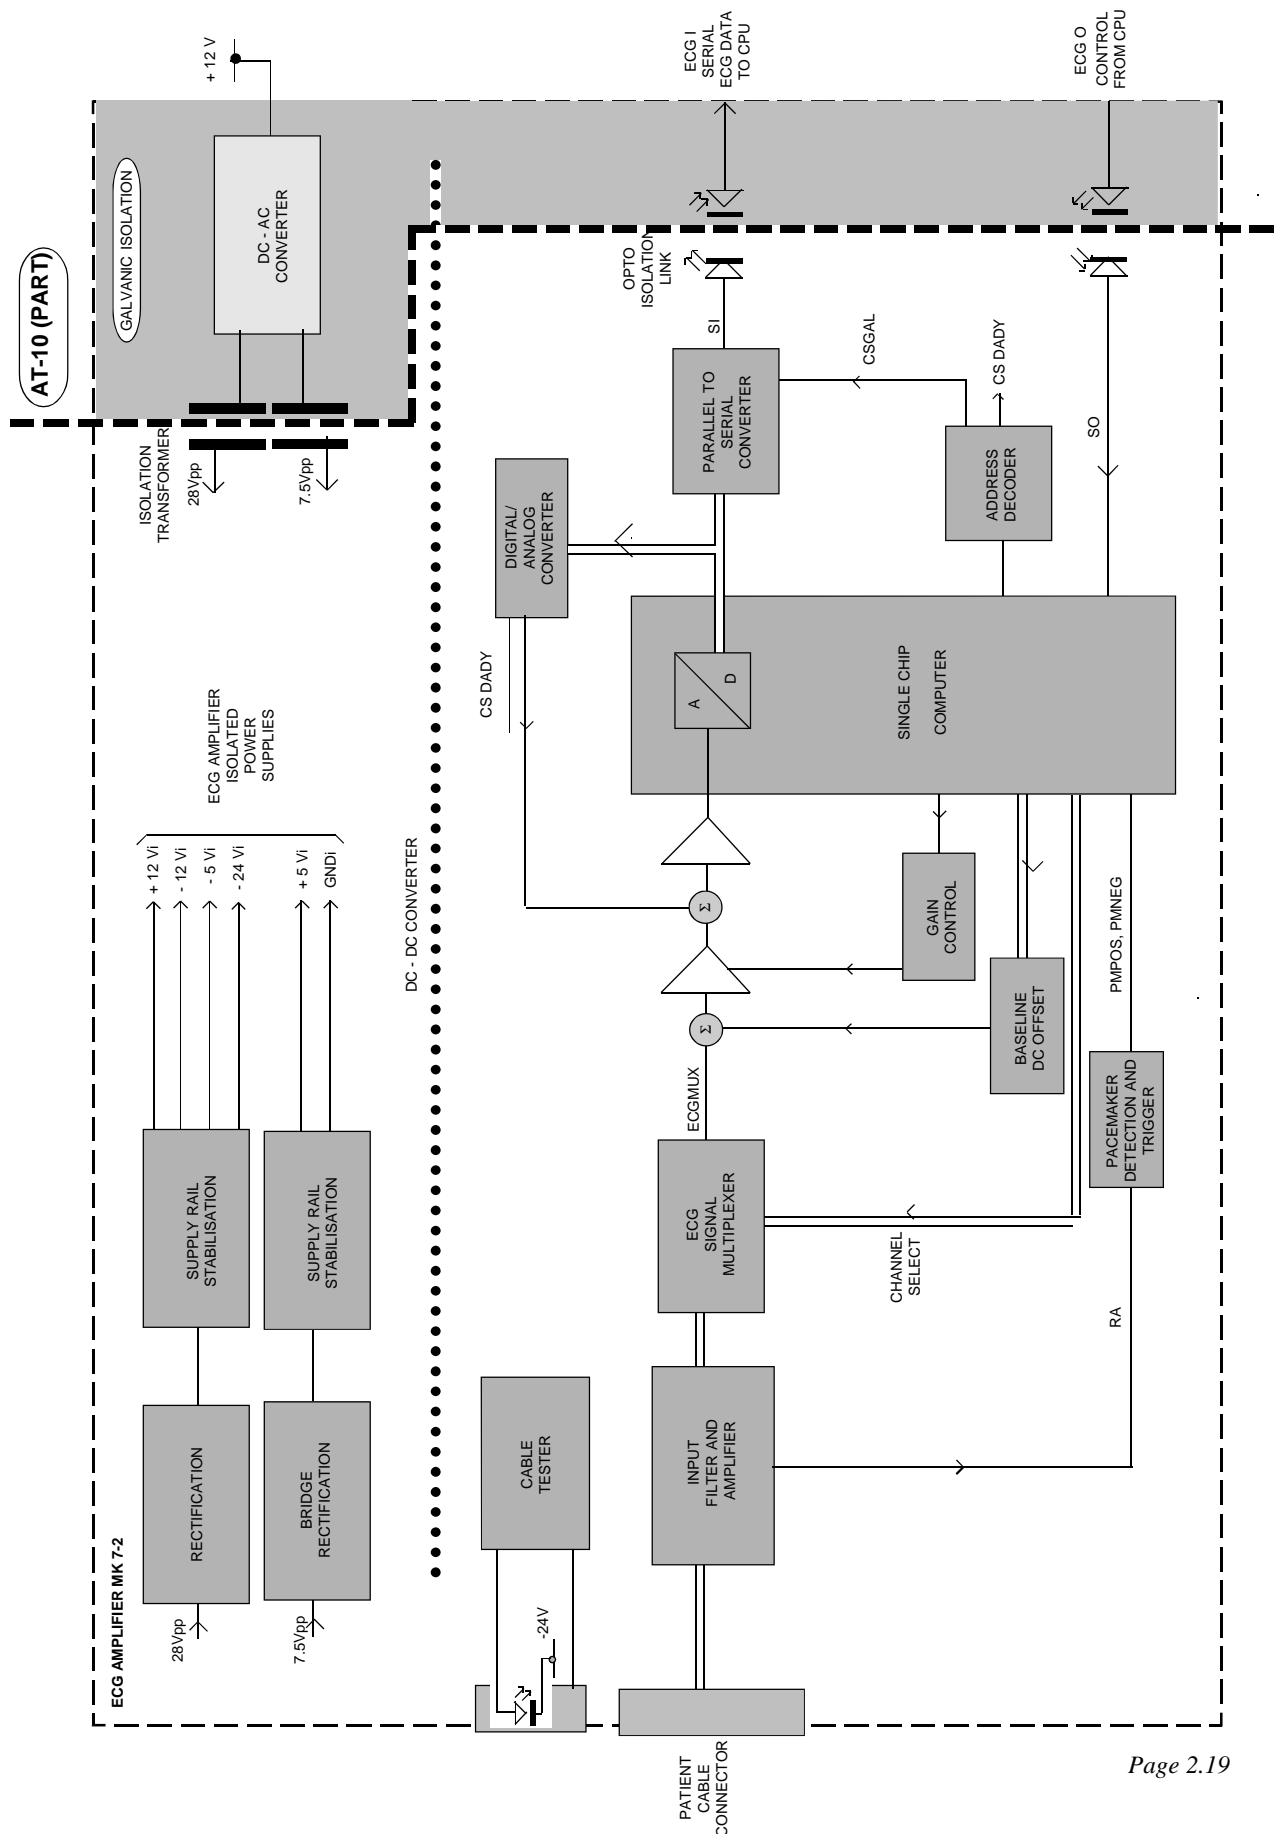 AT-10 (PART)
GALVANIC ISOLATION
+ 12 V
DC - AC
CONVERTER
ISOLATION
TRANSFORMER
28Vpp
7.5Vpp
ECG AMPLIFIER MK 7-2
28Vpp
7.5Vpp
RECTIFICATION
BRIDGE
RECTIFICATION
SUPPLY RAIL
STABILISATION
SUPPLY RAIL
STABILISATION
+ 12 Vi
- 12 Vi
- 5 Vi
- 24 Vi
+ 5 Vi
GNDi
ECG AMPLIFIER
ISOLATED
POWER
SUPPLIES
DC - DC CONVERTER
CABLE
TESTER
-24V
PATIENT
CABLE
CONNECTOR
INPUT
FILTER AND
AMPLIFIER
ECG
SIGNAL
MULTIPLEXER
ECGMUX
Σ
Σ
CS DADY
DIGITAL/
ANALOG
CONVERTER
A
D
SINGLE CHIP
COMPUTER
PARALLEL TO
SERIAL
CONVERTER
SI
OPTO
ISOLATION
LINK
ECG I
SERIAL
ECG DATA
TO CPU
CSGAL
CS DADY
ADDRESS
DECODER
SO
ECG O
CONTROL
FROM CPU
GAIN
CONTROL
BASELINE
DC OFFSET
CHANNEL
SELECT
PMPOS, PMNEG
PACEMAKER
DETECTION AND
TRIGGER
RA
Page 2.19